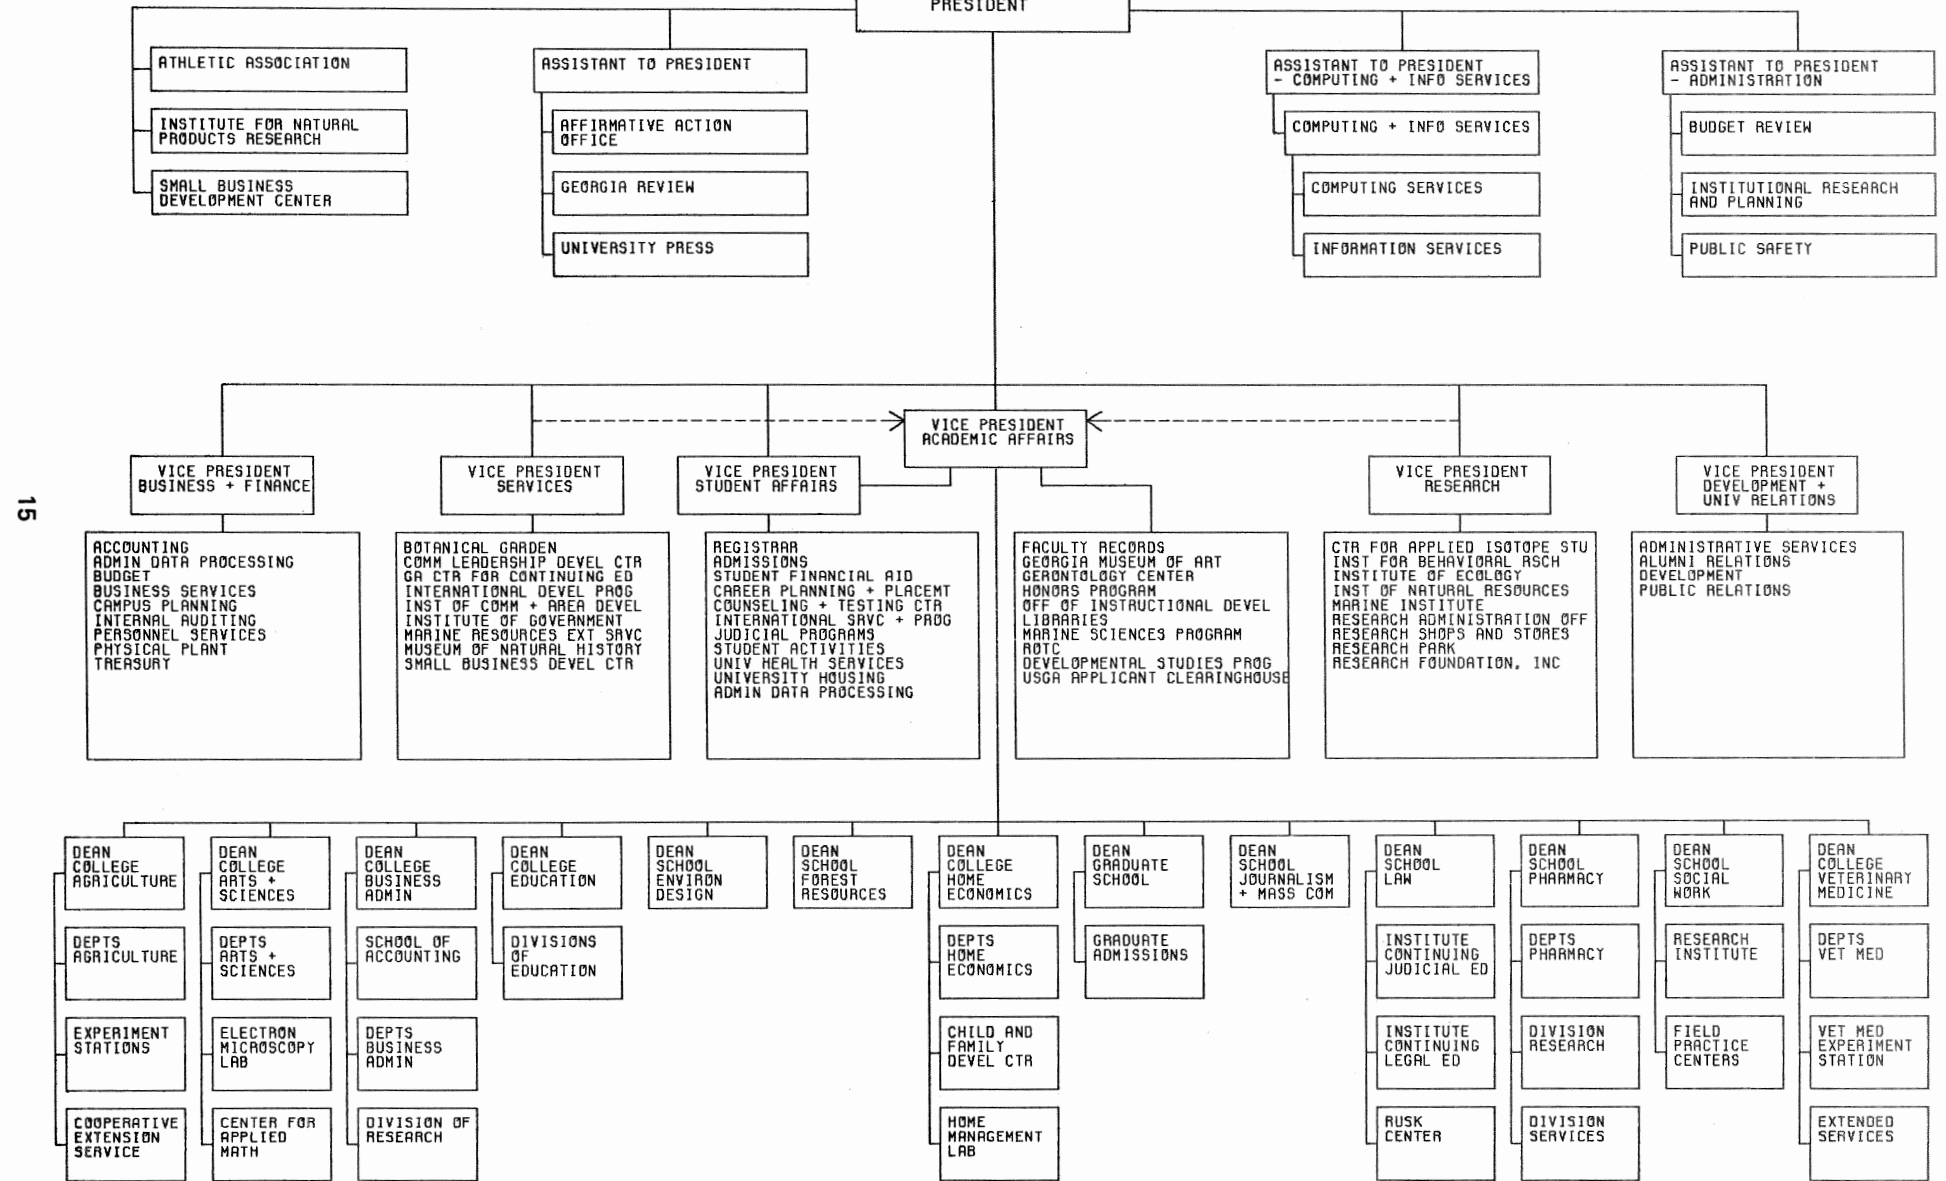 PRESIDENT
ATHLETIC ASSOCIATION
INSTITUTE FOR NATURAL
PRODUCTS RESEARCH
SMALL BUSINESS
DEVELOPMENT CENTER
ASSISTANT TO PRESIDENT
AFFIRMATIVE ACTION
OFFICE
GEORGIA REVIEW
UNIVERSITY PRESS
ASSISTANT TO PRESIDENT
- COMPUTING + INFO SERVICES
COMPUTING + INFO SERVICES
COMPUTING SERVICES
INFORMATION SERVICES
ASSISTANT TO PRESIDENT
- ADMINISTRATION
BUDGET REVIEW
INSTITUTIONAL RESEARCH
AND PLANNING
PUBLIC SAFETY
VICE PRESIDENT
ACADEMIC AFFAIRS
VICE PRESIDENT
BUSINESS + FINANCE
VICE PRESIDENT
SERVICES
VICE PRESIDENT
STUDENT AFFAIRS
VICE PRESIDENT
RESEARCH
VICE PRESIDENT
DEVELOPMENT +
UNIV RELATIONS
15
ACCOUNTING
ADMIN DATA PROCESSING
BUDGET
BUSINESS SERVICES
CAMPUS PLANNING
INTERNAL AUDITING
PERSONNEL SERVICES
PHYSICAL PLANT
TREASURY
BOTANICAL GARDEN
COMM LEADERSHIP DEVEL CTR
GA CTR FOR CONTINUING ED
INTERNATIONAL DEVEL PROG
INST OF COMM + AREA DEVEL
INSTITUTE OF GOVERNMENT
MARINE RESOURCES EXT SRVC
MUSEUM OF NATURAL HISTORY
SMALL BUSINESS DEVEL CTR
REGISTRAR
ADMISSIONS
STUDENT FINANCIAL AID
CAREER PLANNING + PLACEMT
COUNSELING + TESTING CTR
INTERNATIONAL SRVC + PROG
JUDICIAL PROGRAMS
STUDENT ACTIVITIES
UNIV HEALTH SERVICES
UNIVERSITY HOUSING
ADMIN DATA PROCESSING
FACULTY RECORDS
GEORGIA MUSEUM OF ART
GERONTOLOGY CENTER
HONORS PROGRAM
OFF OF INSTRUCTIONAL DEVEL
LIBRARIES
MARINE SCIENCES PROGRAM
ROTC
DEVELOPMENTAL STUDIES PROG
USGA APPLICANT CLEARINGHOUSE
CTR FOR APPLIED ISOTOPE STU
INST FOR BEHAVIORAL RSCH
INSTITUTE OF ECOLOGY
INST OF NATURAL RESOURCES
MARINE INSTITUTE
RESEARCH ADMINISTRATION OFF
RESEARCH SHOPS AND STORES
RESEARCH PARK
RESEARCH FOUNDATION, INC
ADMINISTRATIVE SERVICES
ALUMNI RELATIONS
DEVELOPMENT
PUBLIC RELATIONS
DEAN
COLLEGE
AGRICULTURE
DEPTS
AGRICULTURE
EXPERIMENT
STATIONS
COOPERATIVE
EXTENSION
SERVICE
DEAN
COLLEGE
ARTS +
SCIENCES
DEPTS
ARTS +
SCIENCES
ELECTRON
MICROSCOPY
LAB
CENTER FOR
APPLIED
MATH
DEAN
COLLEGE
BUSINESS
ADMIN
SCHOOL OF
ACCOUNTING
DEPTS
BUSINESS
ADMIN
DIVISION OF
RESEARCH
DEAN
COLLEGE
EDUCATION
DIVISIONS
OF
EDUCATION
DEAN
SCHOOL
ENVIRON
DESIGN
DEAN
SCHOOL
FOREST
RESOURCES
DEAN
COLLEGE
HOME
ECONOMICS
DEPTS
HOME
ECONOMICS
CHILD AND
FAMILY
DEVEL CTR
HOME
MANAGEMENT
LAB
DEAN
GRADUATE
SCHOOL
GRADUATE
ADMISSIONS
DEAN
SCHOOL
JOURNALISM
+ MASS COM
DEAN
SCHOOL
LAW
INSTITUTE
CONTINUING
JUDICIAL ED
INSTITUTE
CONTINUING
LEGAL ED
RUSK
CENTER
DEAN
SCHOOL
PHARMACY
DEPTS
PHARMACY
DIVISION
RESEARCH
DIVISION
SERVICES
DEAN
SCHOOL
SOCIAL
WORK
RESEARCH
INSTITUTE
FIELD
PRACTICE
CENTERS
DEAN
COLLEGE
VETERINARY
MEDICINE
DEPTS
VET MED
VET MED
EXPERIMENT
STATION
EXTENDED
SERVICES